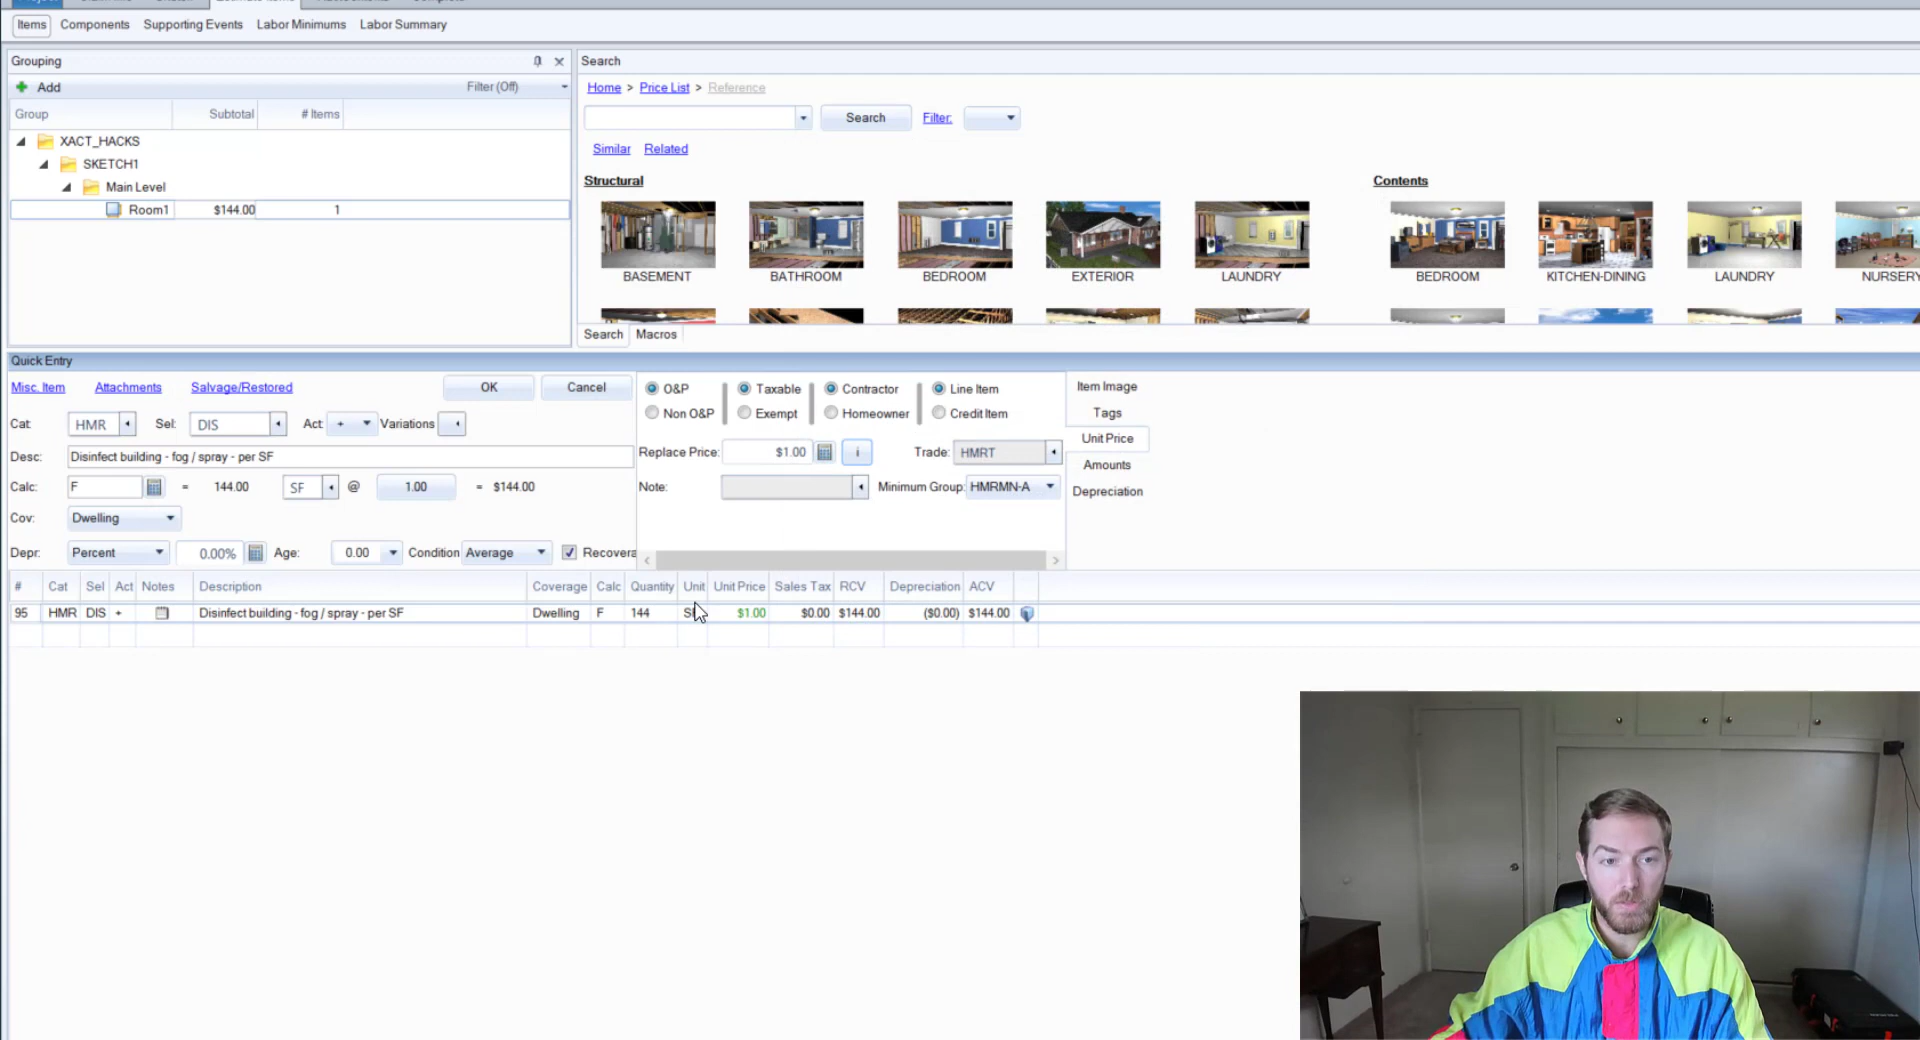 Items Components Supporting Events Labor Minimums Labor Summary
Grouping
Add Filter (Off)
Group Subtotal # Items
XACT_HACKS
SKETCH1
Main Level
Room1 $144.00 1
Search
Home > Price List > Reference
Search Filter:
Similar Related
Structural Contents
BASEMENT BATHROOM BEDROOM EXTERIOR LAUNDRY BEDROOM KITCHEN-DINING LAUNDRY NURSERY
Search Macros
Quick Entry
Misc. Item Attachments Salvage/Restored OK Cancel
Cat: HMR Sel: DIS Act: + Variations
Desc: Disinfect building - fog / spray - per SF
Calc: F = 144.00 SF @ 1.00 = $144.00
Cov: Dwelling
Depr: Percent 0.00% Age: 0.00 Condition Average Recovera
O&P Taxable Contractor Line Item
Non O&P Exempt Homeowner Credit Item
Replace Price: $1.00 i Trade: HMRT
Note: Minimum Group: HMRMN-A
Item Image
Tags
Unit Price
Amounts
Depreciation
# Cat Sel Act Notes Description Coverage Calc Quantity Unit Unit Price Sales Tax RCV Depreciation ACV
95 HMR DIS + Disinfect building - fog / spray - per SF Dwelling F 144 $1.00 $0.00 $144.00 ($0.00) $144.00